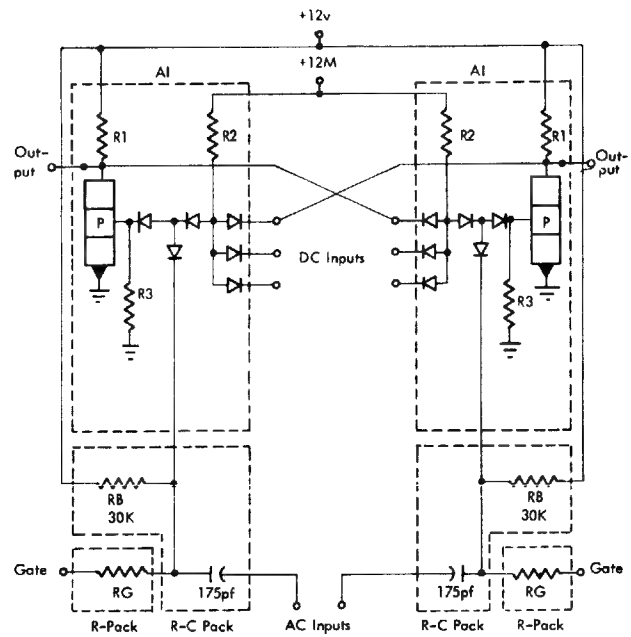 +12v
+12M
AI
AI
R1
R2
R2
R1
Out-
put
Out-
put
P
P
DC Inputs
R3
R3
RB
30K
RB
30K
Gate
Gate
RG
175pf
175pf
RG
R-Pack
R-C Pack
AC Inputs
R-C Pack
R-Pack